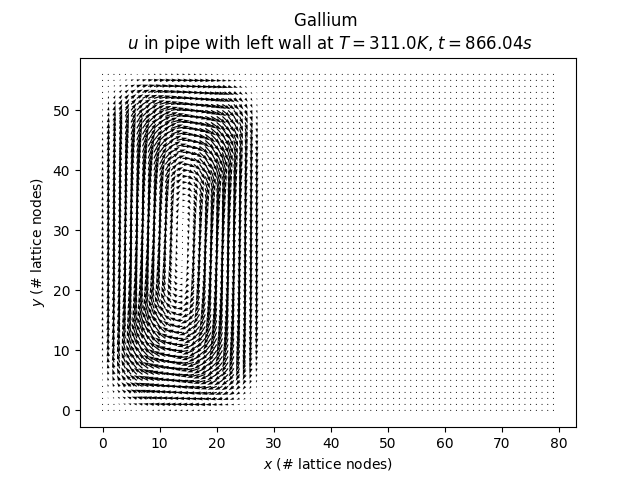 Gallium
u in pipe with left wall at T = 311.0K, t = 866.04s
50
40
30
20
10
0
y (# lattice nodes)
0 10 20 30 40 50 60 70 80
x (# lattice nodes)